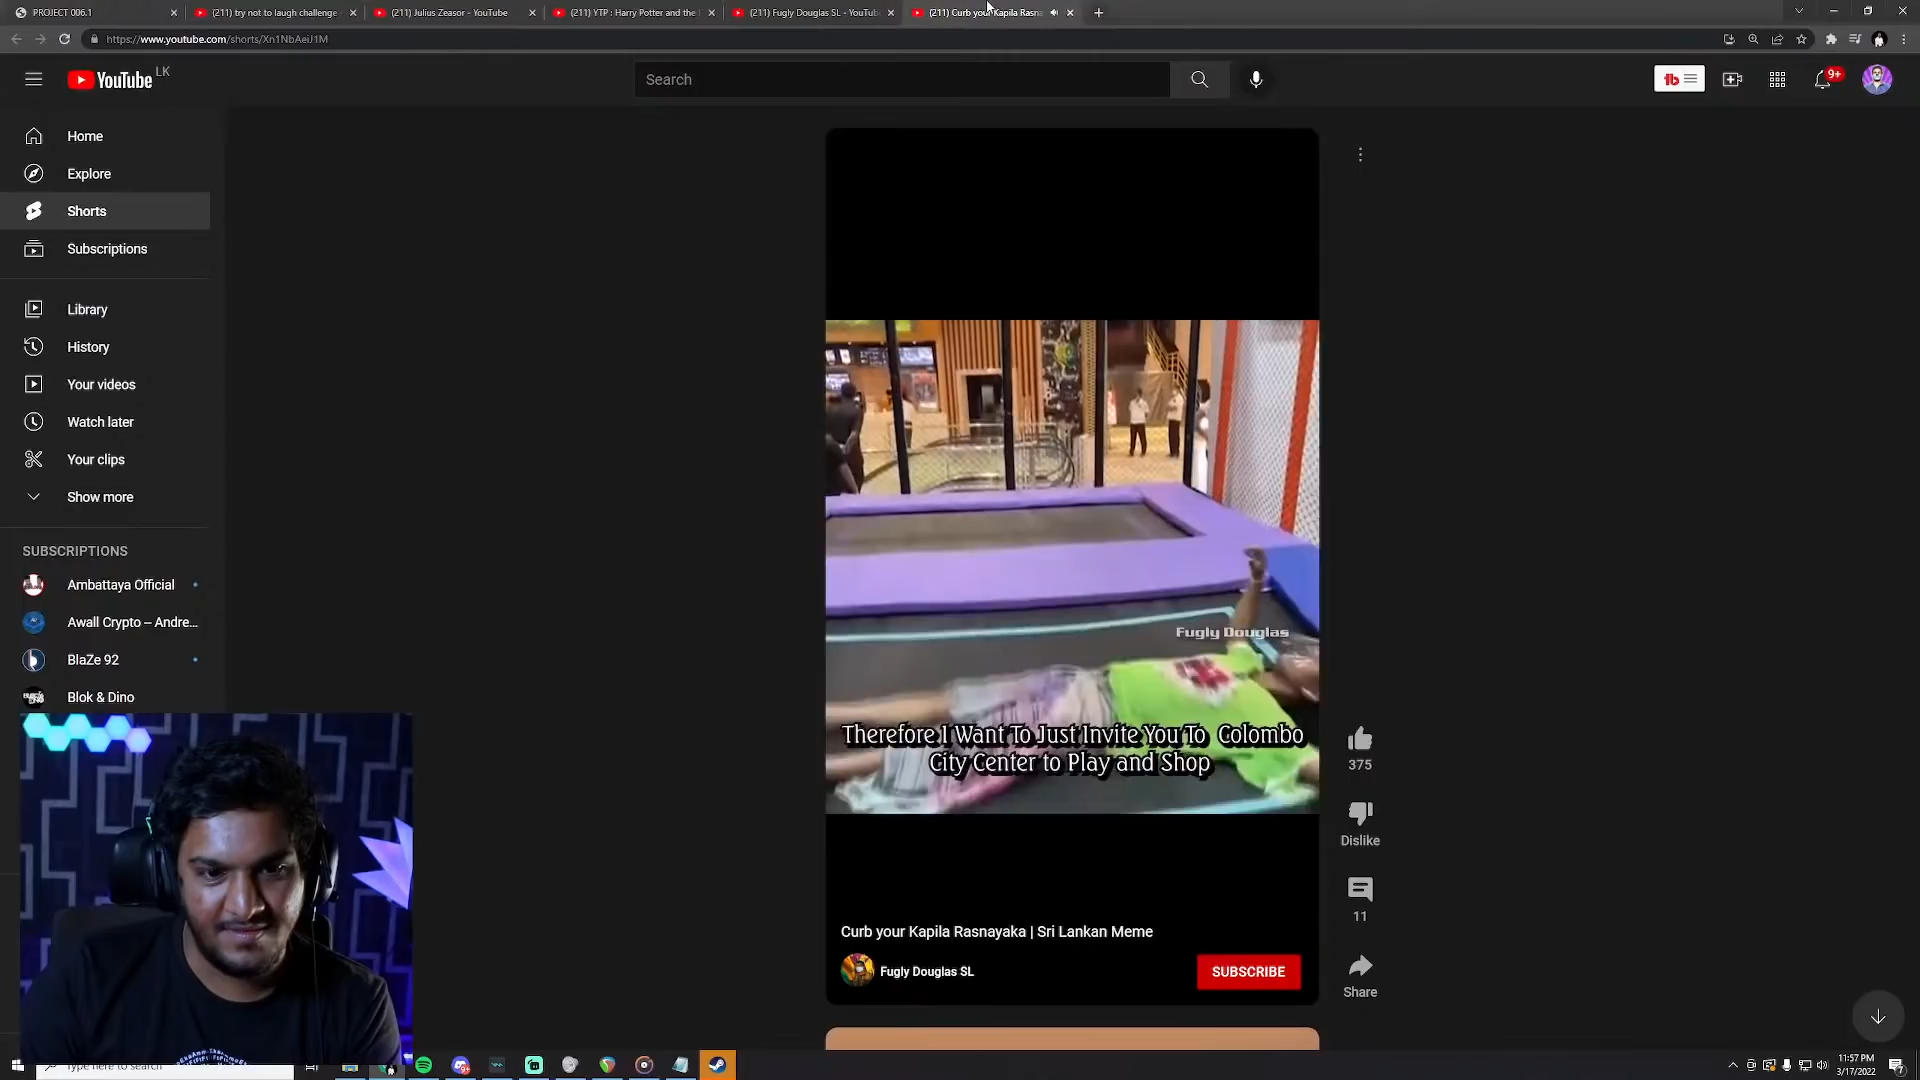 PROJECT 006.1
(211) try not to laugh challenge
(211) Julius Zeasor - YouTube
(211) YTP : Harry Potter and the
(211) Fugly Douglas SL - YouTube
(211) Curb your Kapila Rasna
https://www.youtube.com/shorts/Xn1NbAeiJ1M
YouTube LK
Search
9+
Home
Explore
Shorts
Subscriptions
Library
History
Your videos
Watch later
Your clips
Show more
SUBSCRIPTIONS
Ambattaya Official
Awall Crypto – Andre...
BlaZe 92
Blok & Dino
Fugly Douglas
Therefore I Want To Just Invite You To Colombo
City Center to Play and Shop
375
Dislike
11
Share
Curb your Kapila Rasnayaka | Sri Lankan Meme
Fugly Douglas SL
SUBSCRIBE
Type here to search
11:57 PM
3/17/2022